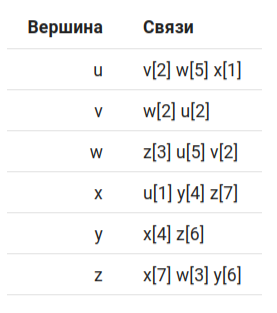 Вершина Связи
u v[2] w[5] x[1]
v w[2] u[2]
w z[3] u[5] v[2]
x u[1] y[4] z[7]
y x[4] z[6]
z x[7] w[3] y[6]